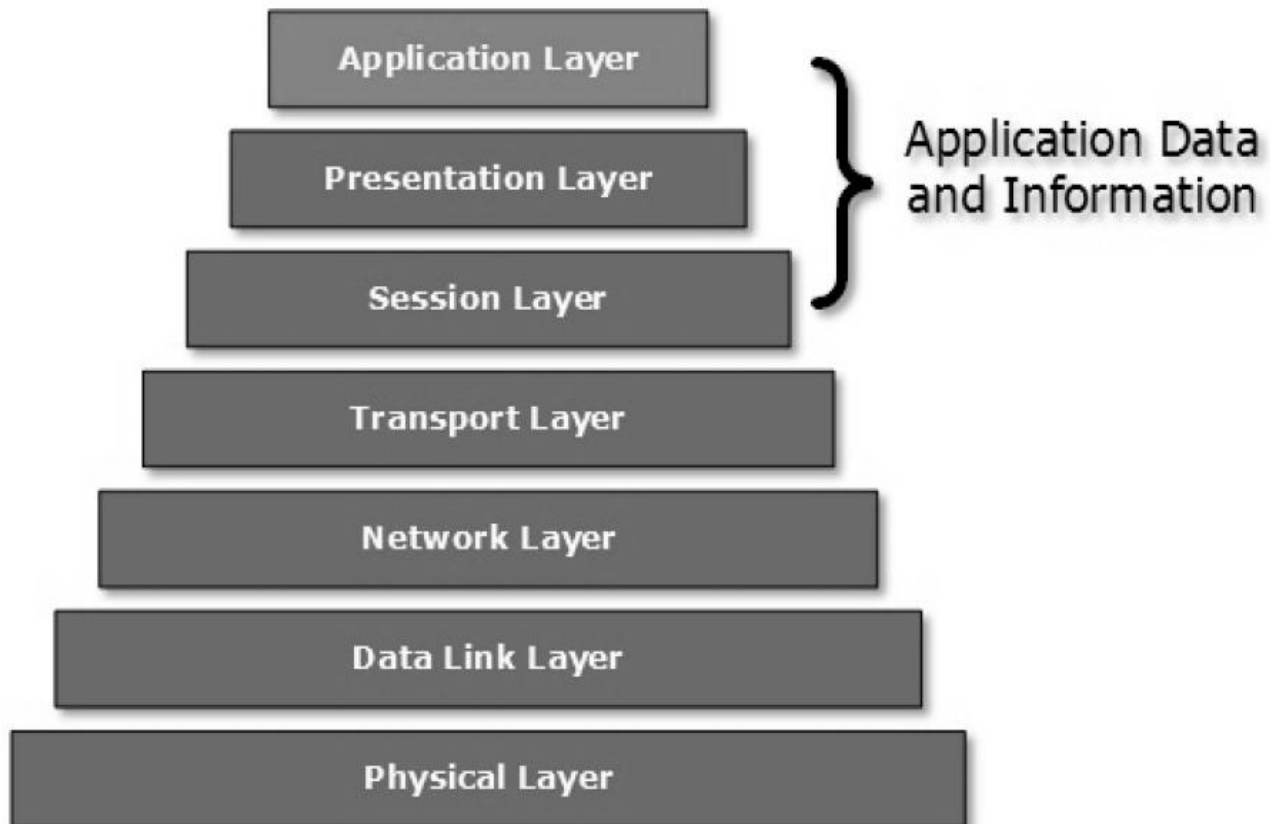 Application Layer
Presentation Layer
Application Data
and Information
Session Layer
Transport Layer
Network Layer
Data Link Layer
Physical Layer